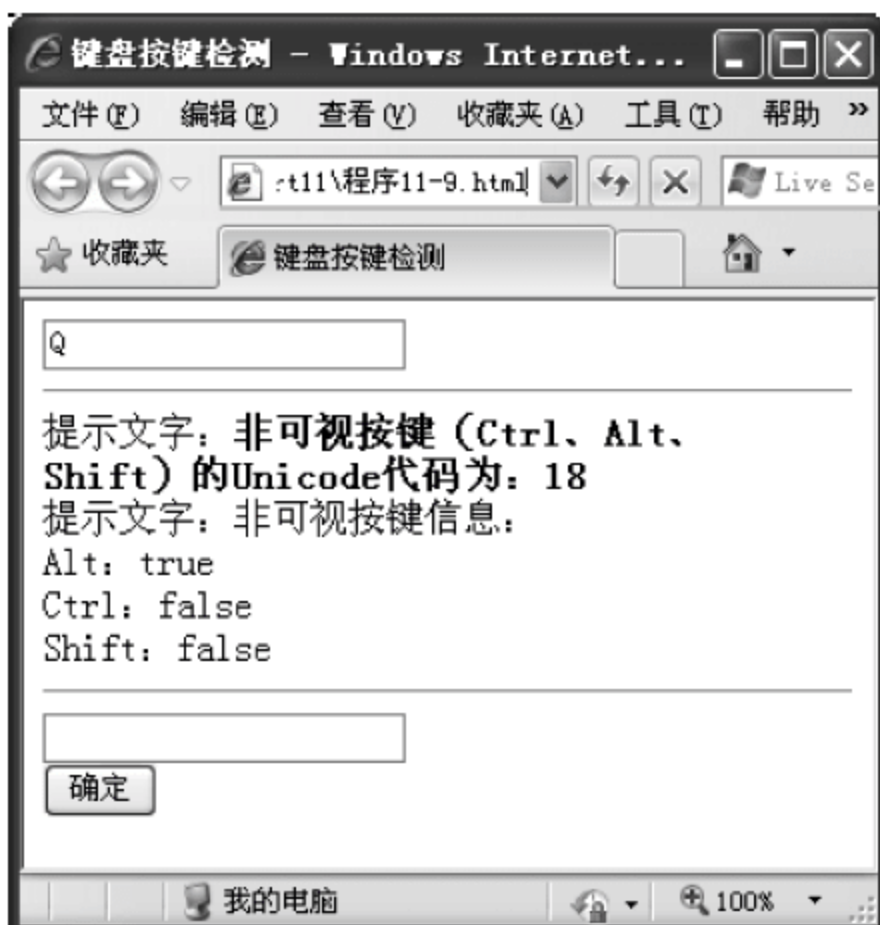 键盘按键检测 - Windows Internet...
文件(F) 编辑(E) 查看(V) 收藏夹(A) 工具(T) 帮助 »
:t11\程序11-9.html Live Se
收藏夹 键盘按键检测
Q
提示文字：非可视按键（Ctrl、Alt、
Shift）的Unicode代码为：18
提示文字：非可视按键信息：
Alt：true
Ctrl：false
Shift：false
确定
我的电脑 100%